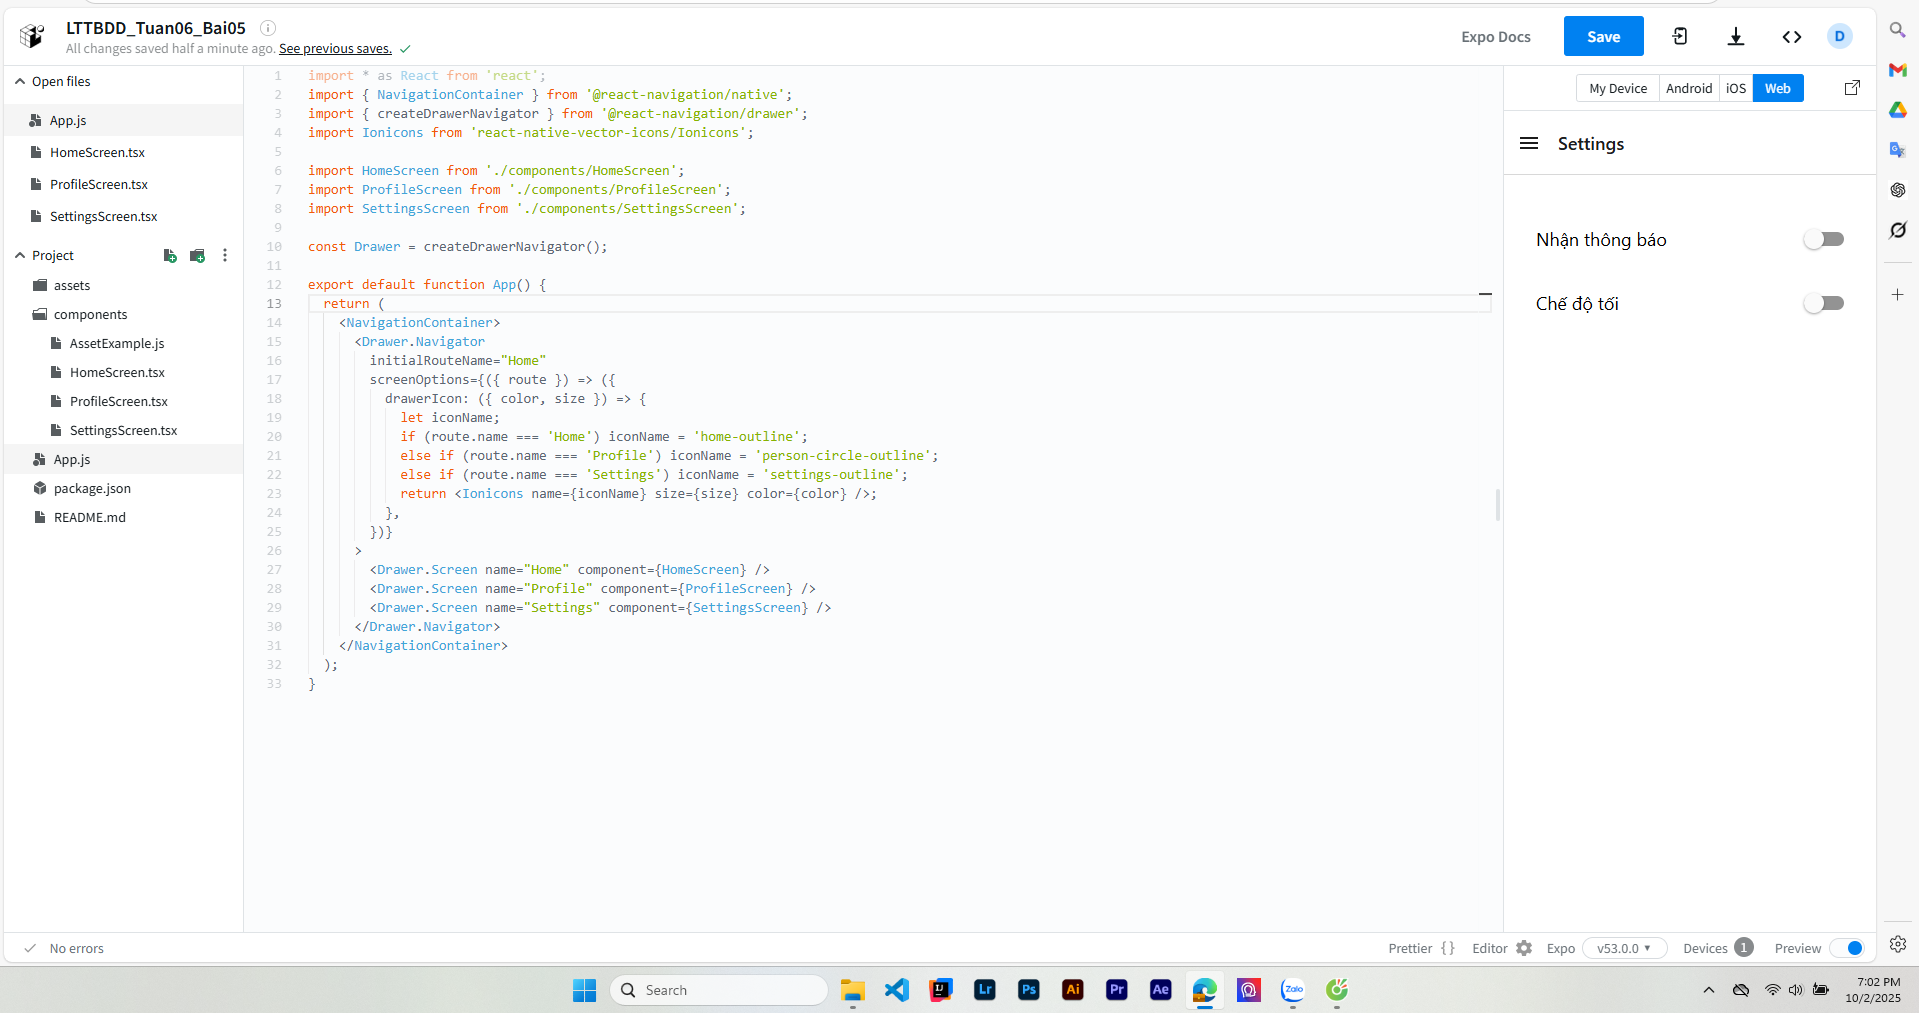 LTTBDD_Tuan06_Bai05
All changes saved half a minute ago. See previous saves.
Expo Docs
Save
D
Open files
App.js
HomeScreen.tsx
ProfileScreen.tsx
SettingsScreen.tsx
Project
assets
components
AssetExample.js
HomeScreen.tsx
ProfileScreen.tsx
SettingsScreen.tsx
App.js
package.json
README.md
1 import * as React from 'react';
2 import { NavigationContainer } from '@react-navigation/native';
3 import { createDrawerNavigator } from '@react-navigation/drawer';
4 import Ionicons from 'react-native-vector-icons/Ionicons';
5
6 import HomeScreen from './components/HomeScreen';
7 import ProfileScreen from './components/ProfileScreen';
8 import SettingsScreen from './components/SettingsScreen';
9
10 const Drawer = createDrawerNavigator();
11
12 export default function App() {
13   return (
14     <NavigationContainer>
15       <Drawer.Navigator
16         initialRouteName="Home"
17         screenOptions={({ route }) => ({
18           drawerIcon: ({ color, size }) => {
19             let iconName;
20             if (route.name === 'Home') iconName = 'home-outline';
21             else if (route.name === 'Profile') iconName = 'person-circle-outline';
22             else if (route.name === 'Settings') iconName = 'settings-outline';
23             return <Ionicons name={iconName} size={size} color={color} />;
24           },
25         })}
26       >
27         <Drawer.Screen name="Home" component={HomeScreen} />
28         <Drawer.Screen name="Profile" component={ProfileScreen} />
29         <Drawer.Screen name="Settings" component={SettingsScreen} />
30       </Drawer.Navigator>
31     </NavigationContainer>
32   );
33 }
My Device Android iOS Web
Settings
Nhận thông báo
Chế độ tối
No errors
Prettier {} Editor Expo v53.0.0 Devices 1 Preview
Search
Lr Ps Ai Pr Ae Zalo
7:02 PM
10/2/2025